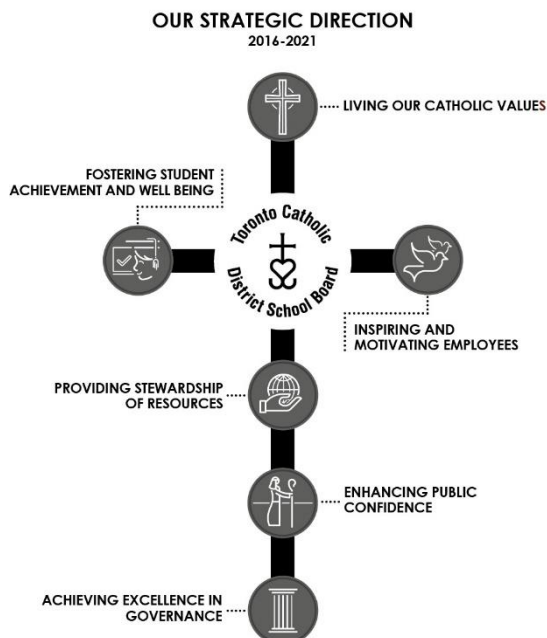 OUR STRATEGIC DIRECTION
2016-2021
LIVING OUR CATHOLIC VALUES
FOSTERING STUDENT
ACHIEVEMENT AND WELL BEING
Toronto Catholic
District School Board
INSPIRING AND
MOTIVATING EMPLOYEES
PROVIDING STEWARDSHIP
OF RESOURCES
ENHANCING PUBLIC
CONFIDENCE
ACHIEVING EXCELLENCE IN
GOVERNANCE